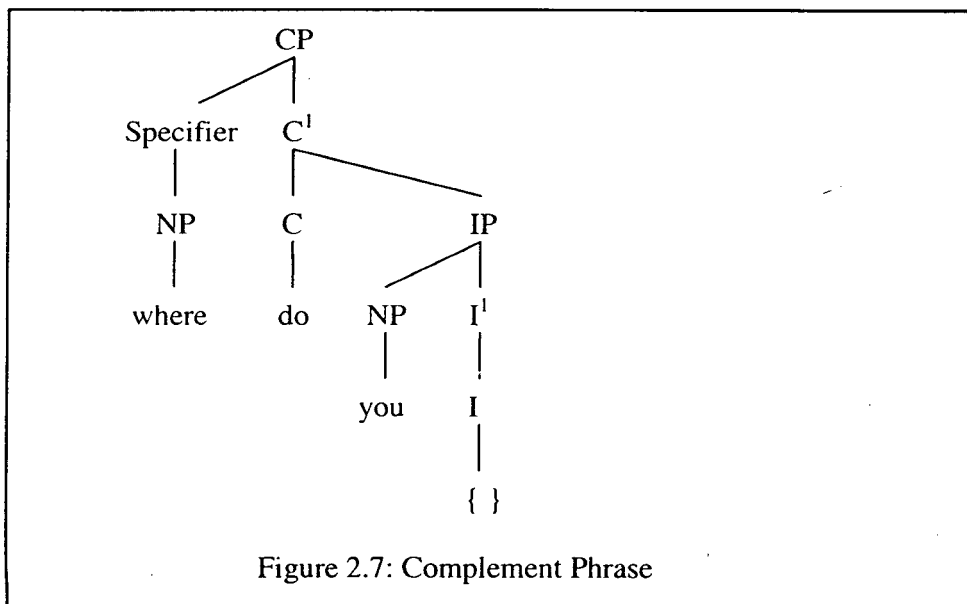 CP
Specifier C¹
NP C IP
where do NP I¹
you I
{ }
Figure 2.7: Complement Phrase